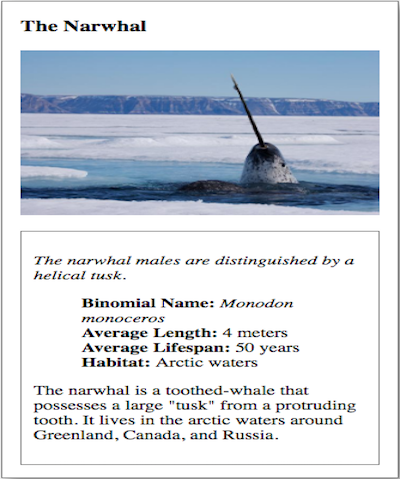 The Narwhal
The narwhal males are distinguished by a
helical tusk.
Binomial Name: Monodon
monoceros
Average Length: 4 meters
Average Lifespan: 50 years
Habitat: Arctic waters
The narwhal is a toothed-whale that
possesses a large "tusk" from a protruding
tooth. It lives in the arctic waters around
Greenland, Canada, and Russia.